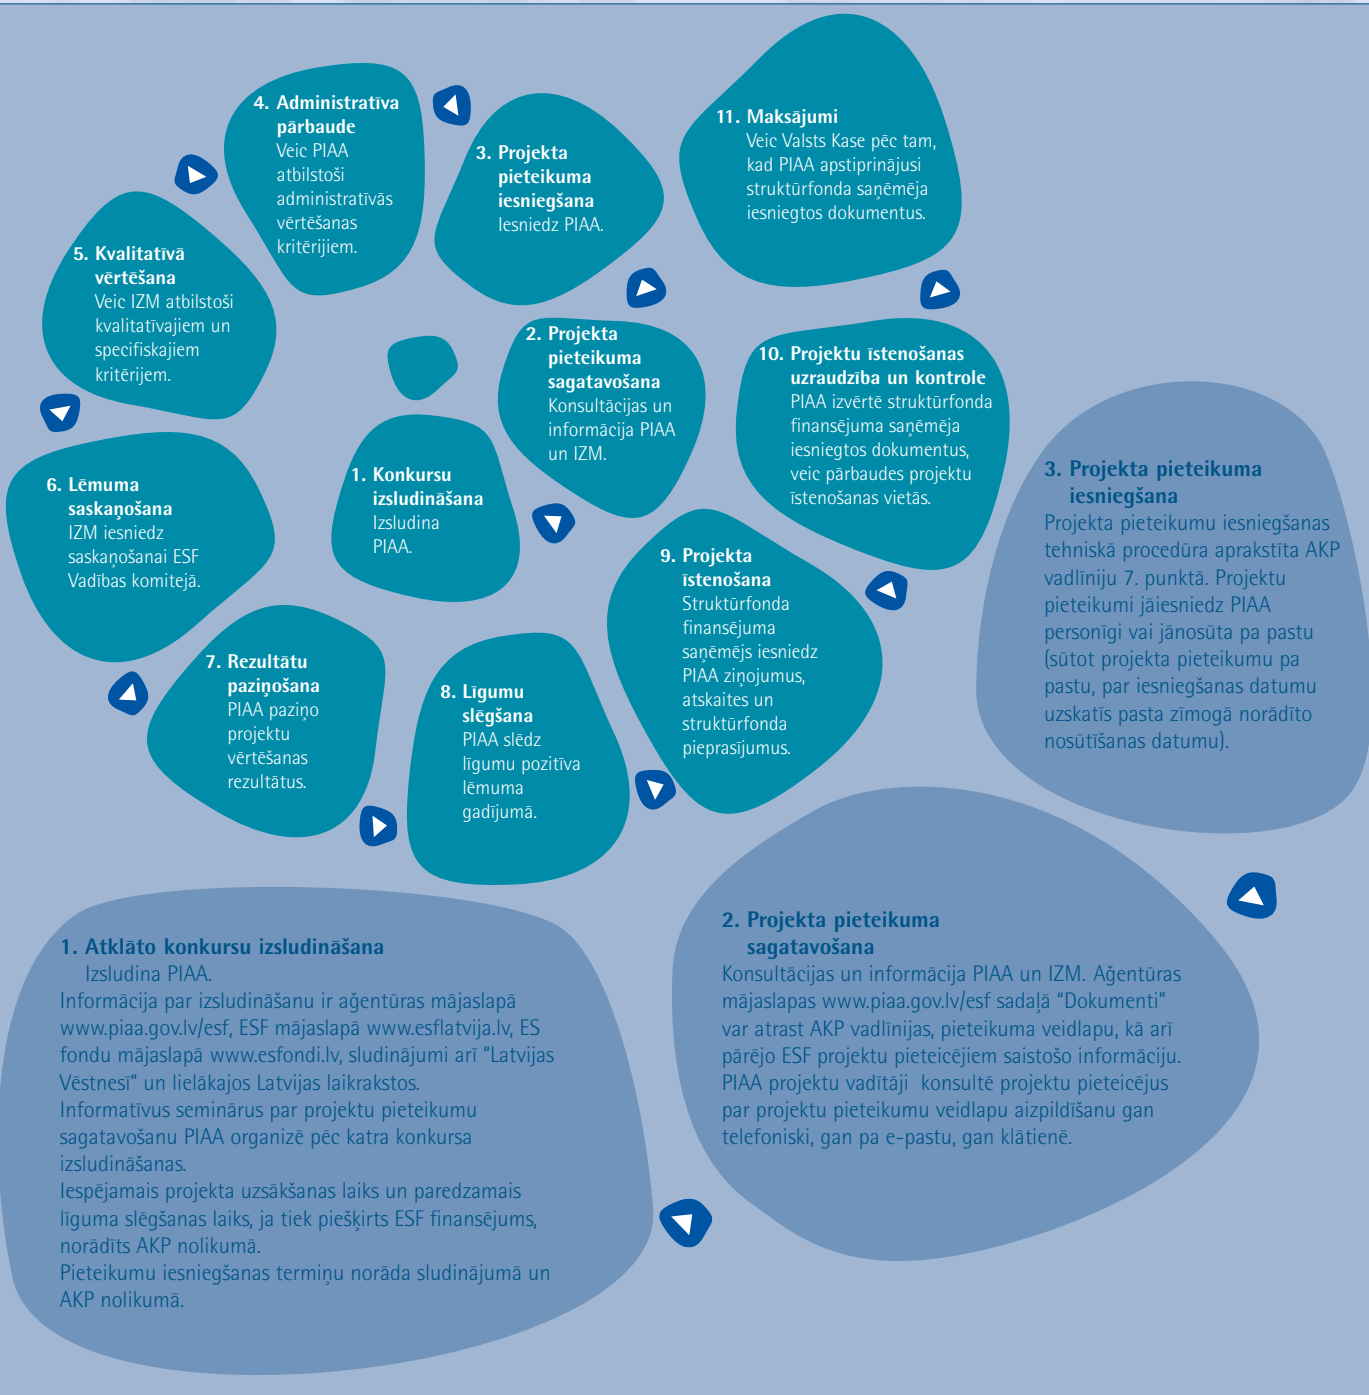 4. Administratīva
pārbaude
Veic PIAA
atbilstoši
administratīvās
vērtēšanas
kritērijiem.
3. Projekta
pieteikuma
iesniegšana
Iesniedz PIAA.
11. Maksājumi
Veic Valsts Kase pēc tam,
kad PIAA apstiprinājusi
struktūrfonda saņēmēja
iesniegtos dokumentus.
5. Kvalitatīvā
vērtēšana
Veic IZM atbilstoši
kvalitatīvajiem un
specifiskajiem
kritērijem.
2. Projekta
pieteikuma
sagatavošana
Konsultācijas un
informācija PIAA
un IZM.
10. Projektu īstenošanas
uzraudzība un kontrole
PIAA izvērtē struktūrfonda
finansējuma saņēmēja
iesniegtos dokumentus,
veic pārbaudes projektu
īstenošanas vietās.
6. Lēmuma
saskaņošana
IZM iesniedz
saskaņošanai ESF
Vadības komitejā.
1. Konkursu
izsludināšana
Izsludina
PIAA.
9. Projekta
īstenošana
Struktūrfonda
finansējuma
saņēmējs iesniedz
PIAA ziņojumus,
atskaites un
struktūrfonda
pieprasījumus.
7. Rezultātu
paziņošana
PIAA paziņo
projektu
vērtēšanas
rezultātus.
8. Līgumu
slēgšana
PIAA slēdz
līgumu pozitīva
lēmuma
gadījumā.
3. Projekta pieteikuma
iesniegšana
Projekta pieteikumu iesniegšanas
tehniskā procedūra aprakstīta AKP
vadlīniju 7. punktā. Projektu
pieteikumi jāiesniedz PIAA
personīgi vai jānosūta pa pastu
(sūtot projekta pieteikumu pa
pastu, par iesniegšanas datumu
uzskatīs pasta zīmogā norādīto
nosūtīšanas datumu).
1. Atklāto konkursu izsludināšana
Izsludina PIAA.
Informācija par izsludināšanu ir aģentūras mājaslapā
www.piaa.gov.lv/esf, ESF mājaslapā www.esflatvija.lv, ES
fondu mājaslapā www.esfondi.lv, sludinājumi arī “Latvijas
Vēstnesī” un lielākajos Latvijas laikrakstos.
Informatīvus seminārus par projektu pieteikumu
sagatavošanu PIAA organizē pēc katra konkursa
izsludināšanas.
Iespējamais projekta uzsākšanas laiks un paredzamais
līguma slēgšanas laiks, ja tiek piešķirts ESF finansējums,
norādīts AKP nolikumā.
Pieteikumu iesniegšanas termiņu norāda sludinājumā un
AKP nolikumā.
2. Projekta pieteikuma
sagatavošana
Konsultācijas un informācija PIAA un IZM. Aģentūras
mājaslapas www.piaa.gov.lv/esf sadaļā “Dokumenti”
var atrast AKP vadlīnijas, pieteikuma veidlapu, kā arī
pārējo ESF projektu pieteicējiem saistošo informāciju.
PIAA projektu vadītāji konsultē projektu pieteicējus
par projektu pieteikumu veidlapu aizpildīšanu gan
telefoniski, gan pa e-pastu, gan klātienē.